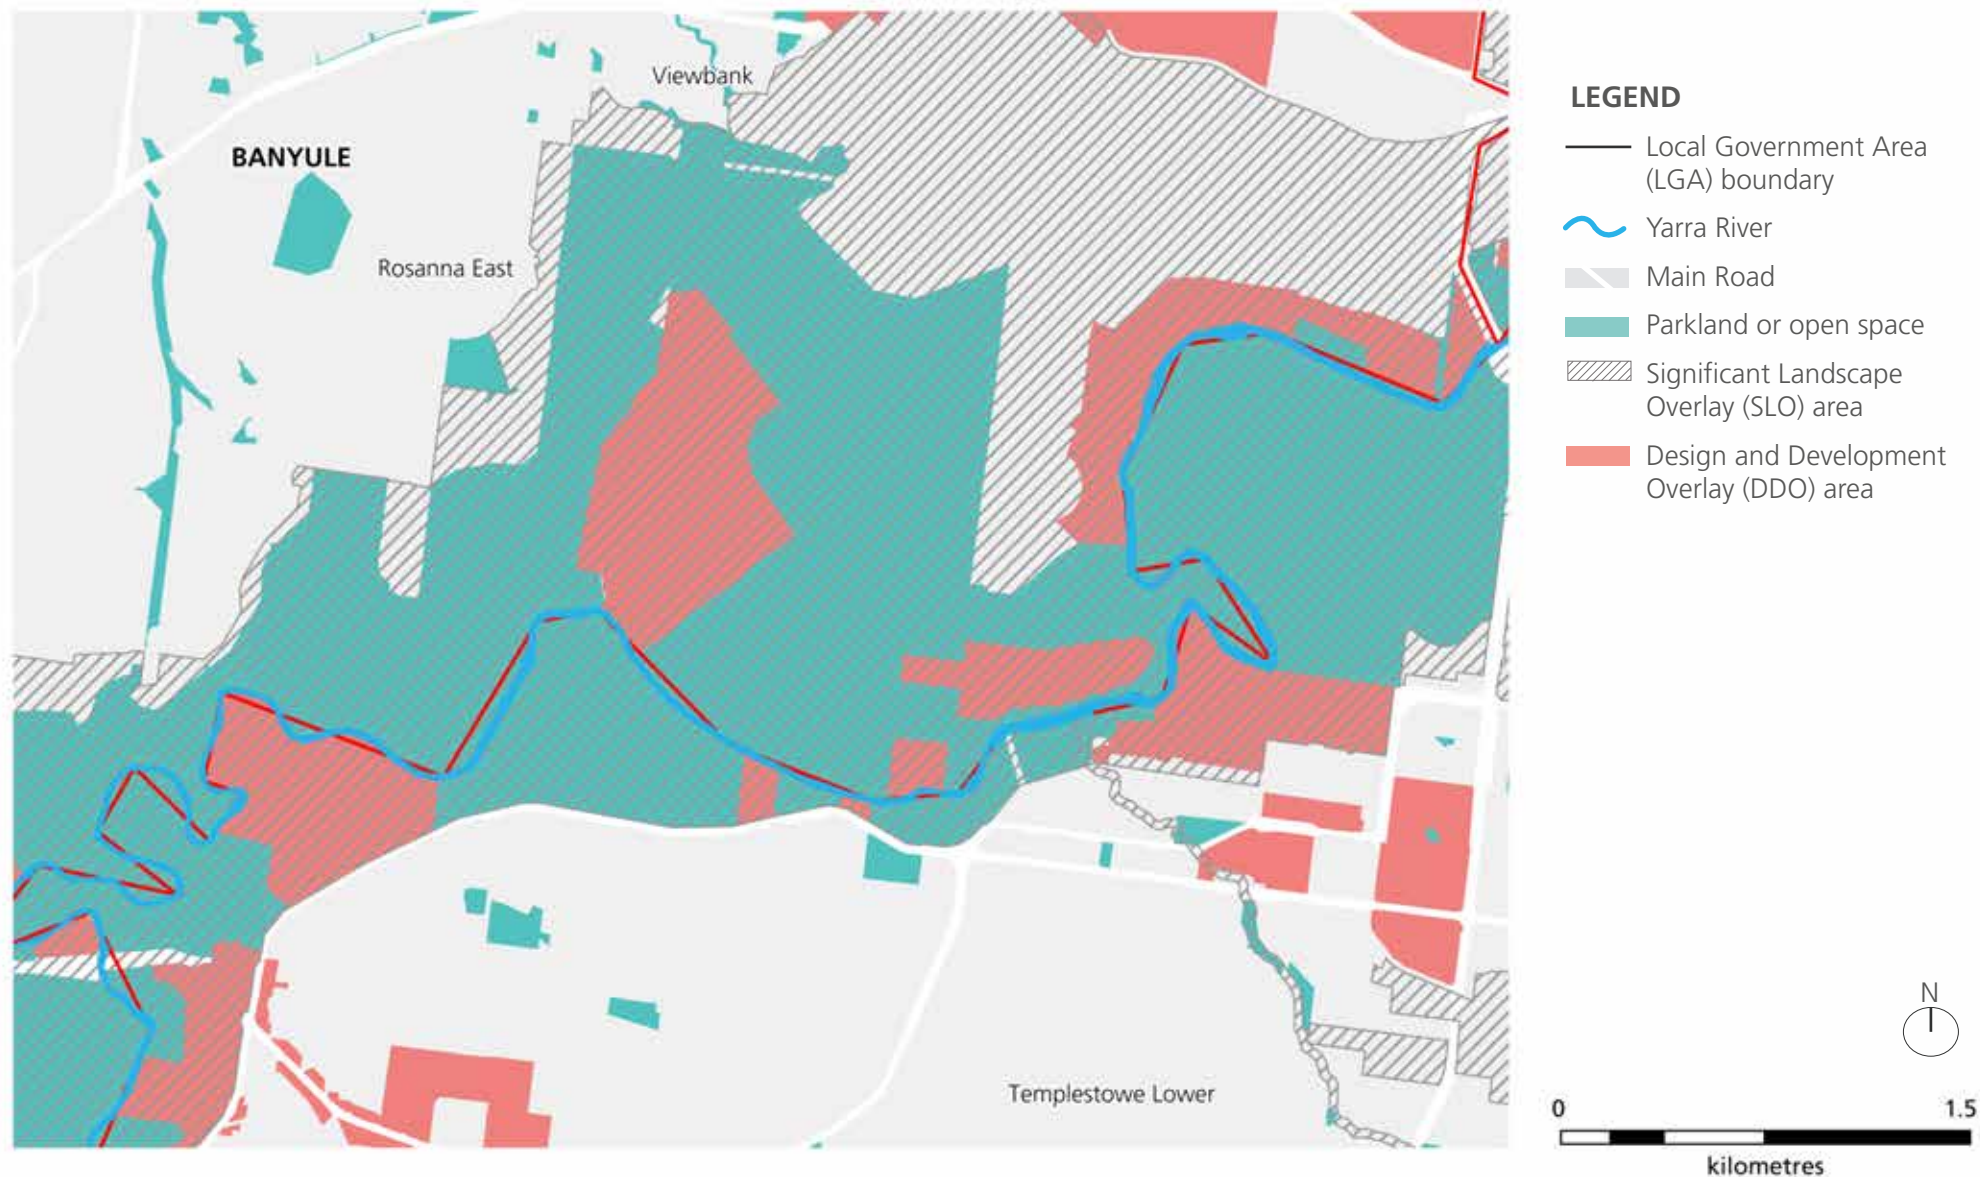 Viewbank
BANYULE
Rosanna East
Templestowe Lower
LEGEND
Local Government Area
(LGA) boundary
Yarra River
Main Road
Parkland or open space
Significant Landscape
Overlay (SLO) area
Design and Development
Overlay (DDO) area
N
0 1.5
kilometres